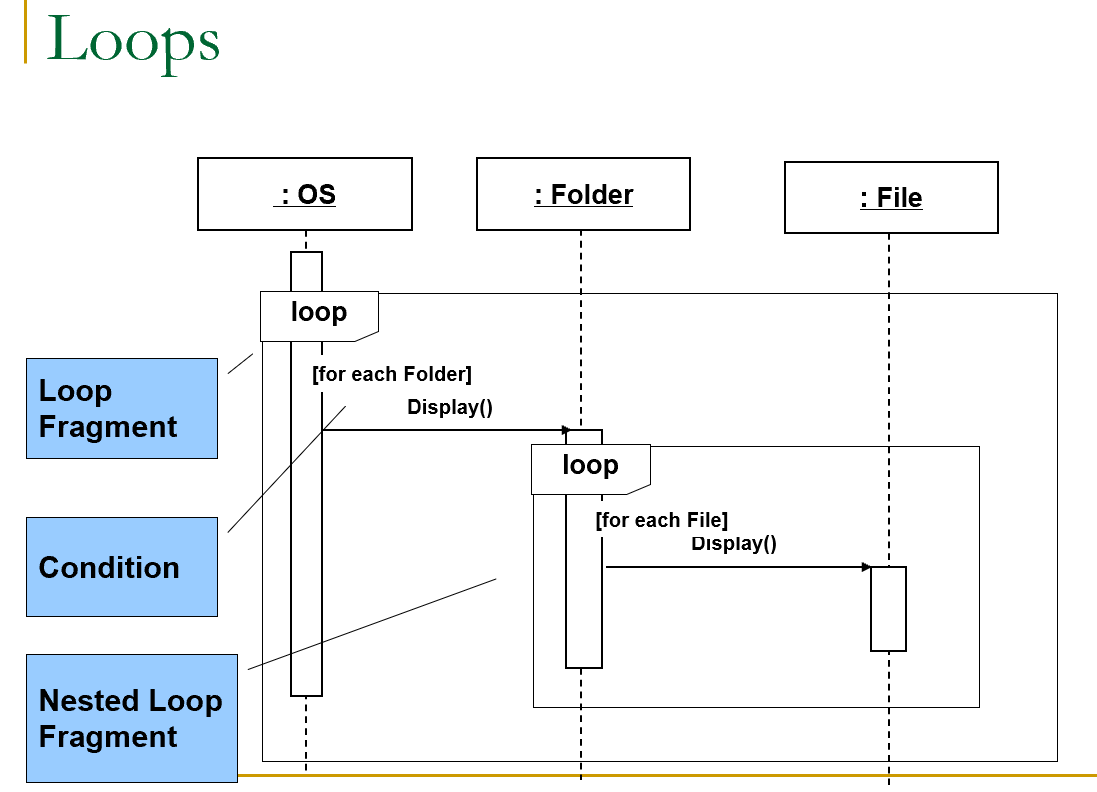 Loops
: OS
: Folder
: File
loop
[for each Folder]
Display()
loop
[for each File]
Display()
Loop
Fragment
Condition
Nested Loop
Fragment